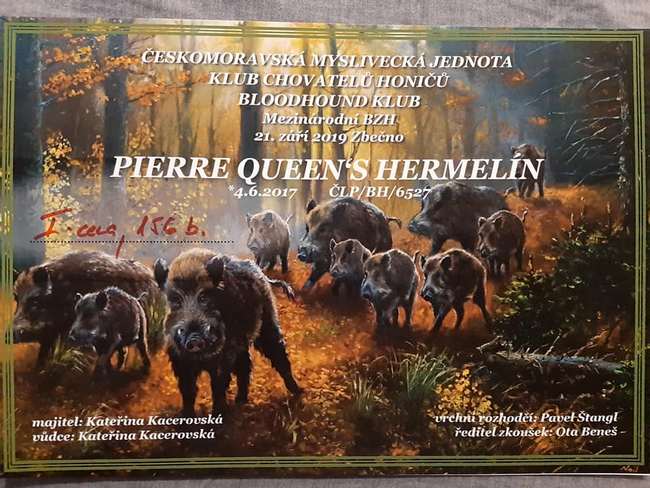 ČESKOMORAVSKÁ MYSLIVECKÁ JEDNOTA
KLUB CHOVATELŮ HONIČŮ
BLOODHOUND KLUB
Mezinárodní BZH
21. září 2019 Zbečno
PIERRE QUEEN‘S HERMELÍN
*4.6.2017 ČLP/BH/6527
I. cena, 156 b.
majitel: Kateřina Kacerovská
vůdce: Kateřina Kacerovská
vrchní rozhodčí: Pavel Štangl
ředitel zkoušek: Ota Beneš